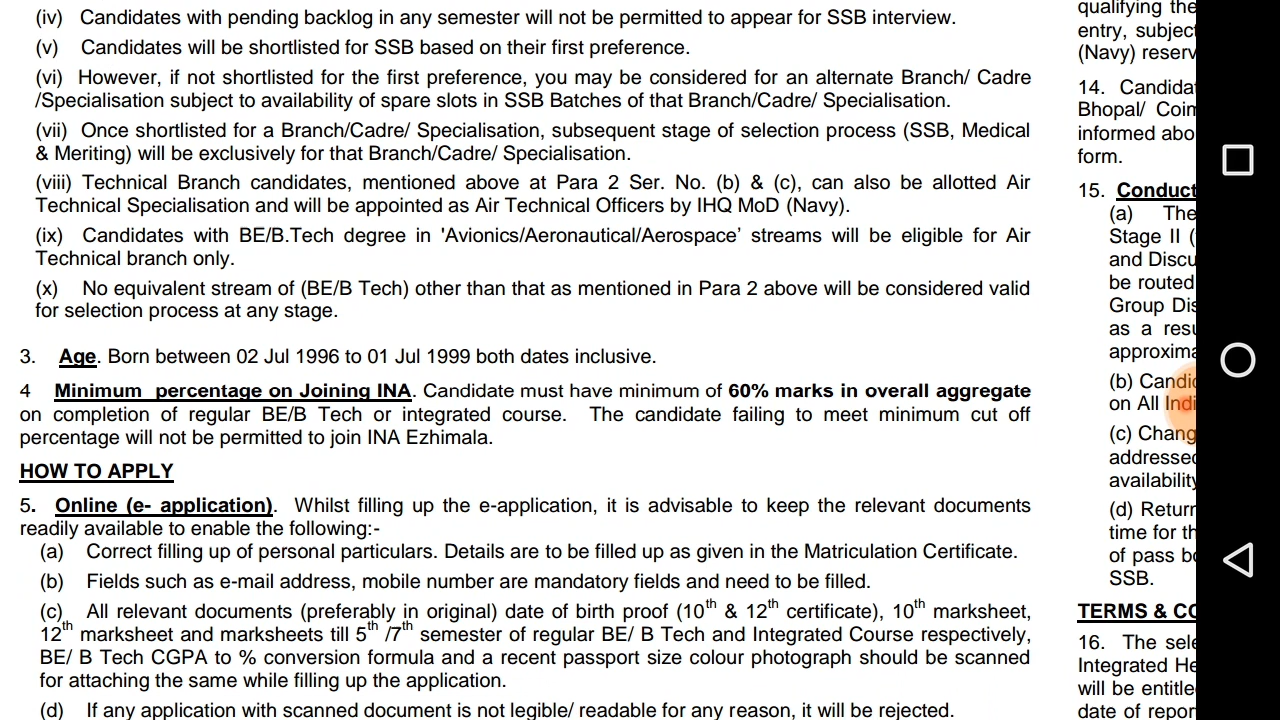 (iv) Candidates with pending backlog in any semester will not be permitted to appear for SSB interview.
(v) Candidates will be shortlisted for SSB based on their first preference.
(vi) However, if not shortlisted for the first preference, you may be considered for an alternate Branch/ Cadre
/Specialisation subject to availability of spare slots in SSB Batches of that Branch/Cadre/ Specialisation.
(vii) Once shortlisted for a Branch/Cadre/ Specialisation, subsequent stage of selection process (SSB, Medical
& Meriting) will be exclusively for that Branch/Cadre/ Specialisation.
(viii) Technical Branch candidates, mentioned above at Para 2 Ser. No. (b) & (c), can also be allotted Air
Technical Specialisation and will be appointed as Air Technical Officers by IHQ MoD (Navy).
(ix) Candidates with BE/B.Tech degree in 'Avionics/Aeronautical/Aerospace’ streams will be eligible for Air
Technical branch only.
(x) No equivalent stream of (BE/B Tech) other than that as mentioned in Para 2 above will be considered valid
for selection process at any stage.
3. Age. Born between 02 Jul 1996 to 01 Jul 1999 both dates inclusive.
4 Minimum percentage on Joining INA. Candidate must have minimum of 60% marks in overall aggregate
on completion of regular BE/B Tech or integrated course. The candidate failing to meet minimum cut off
percentage will not be permitted to join INA Ezhimala.
HOW TO APPLY
5. Online (e- application). Whilst filling up the e-application, it is advisable to keep the relevant documents
readily available to enable the following:-
(a) Correct filling up of personal particulars. Details are to be filled up as given in the Matriculation Certificate.
(b) Fields such as e-mail address, mobile number are mandatory fields and need to be filled.
(c) All relevant documents (preferably in original) date of birth proof (10th & 12th certificate), 10th marksheet,
12th marksheet and marksheets till 5th /7th semester of regular BE/ B Tech and Integrated Course respectively,
BE/ B Tech CGPA to % conversion formula and a recent passport size colour photograph should be scanned
for attaching the same while filling up the application.
(d) If any application with scanned document is not legible/ readable for any reason, it will be rejected.
qualifying the
entry, subject
(Navy) reserv
14. Candidat
Bhopal/ Coim
informed abo
form.
15. Conduct
(a) The
Stage II (
and Discu
be routed
Group Dis
as a resu
approxima
(b) Candid
on All Indi
(c) Chang
addressed
availability
(d) Return
time for th
of pass bo
SSB.
TERMS & CO
16. The sele
Integrated He
will be entitle
date of repor